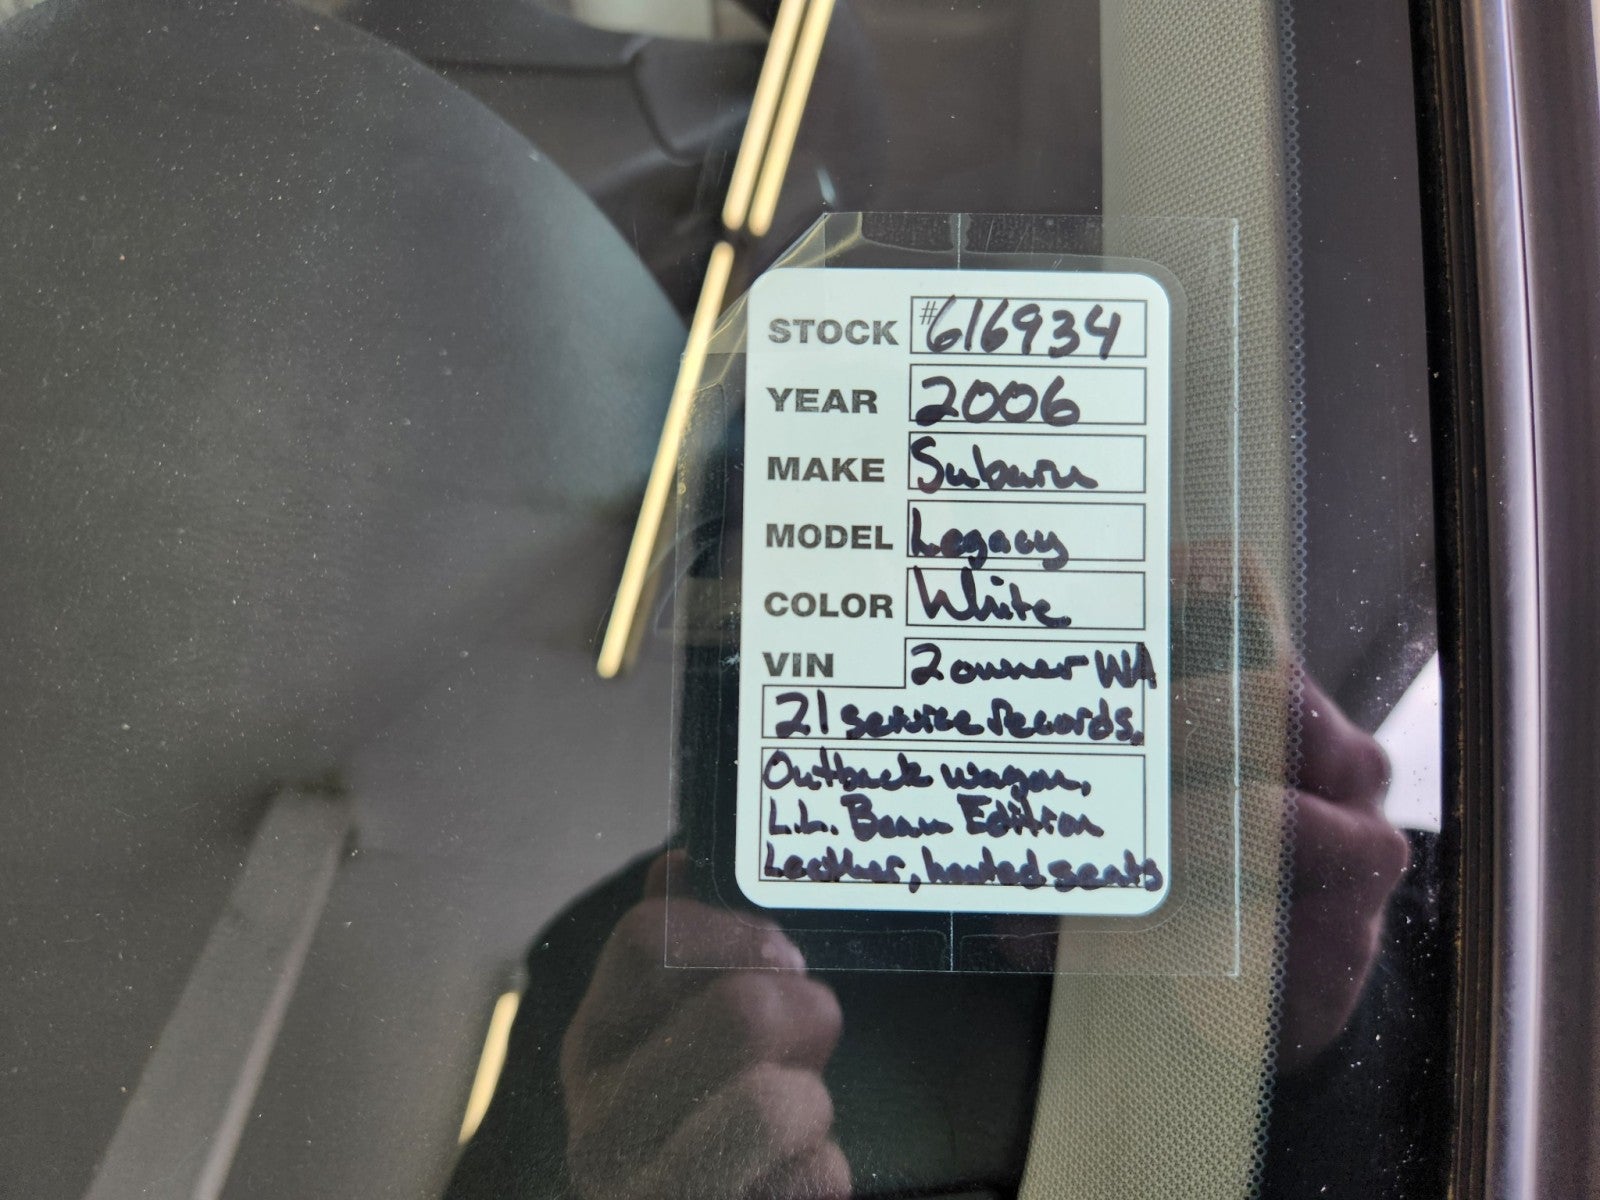 STOCK #616934
YEAR 2006
MAKE Subaru
MODEL Legacy
COLOR White
VIN 2 owner WA
21 service records.
Outback wagon,
L.L. Bean Edition
Leather, heated seats